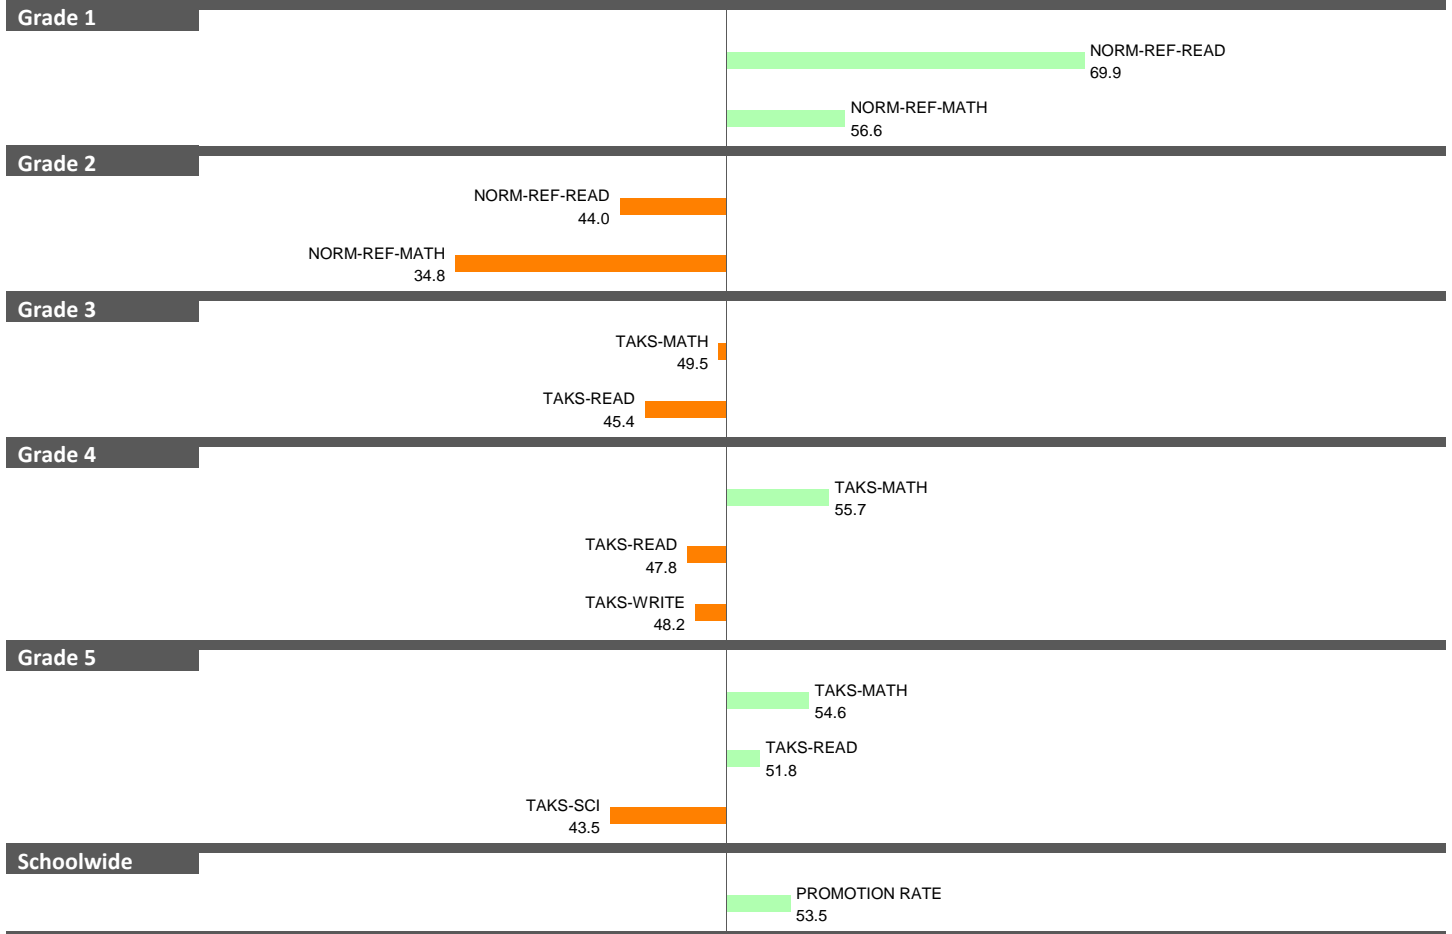 Grade 1
NORM-REF-READ
69.9
NORM-REF-MATH
56.6
Grade 2
NORM-REF-READ
44.0
NORM-REF-MATH
34.8
Grade 3
TAKS-MATH
49.5
TAKS-READ
45.4
Grade 4
TAKS-MATH
55.7
TAKS-READ
47.8
TAKS-WRITE
48.2
Grade 5
TAKS-MATH
54.6
TAKS-READ
51.8
TAKS-SCI
43.5
Schoolwide
PROMOTION RATE
53.5